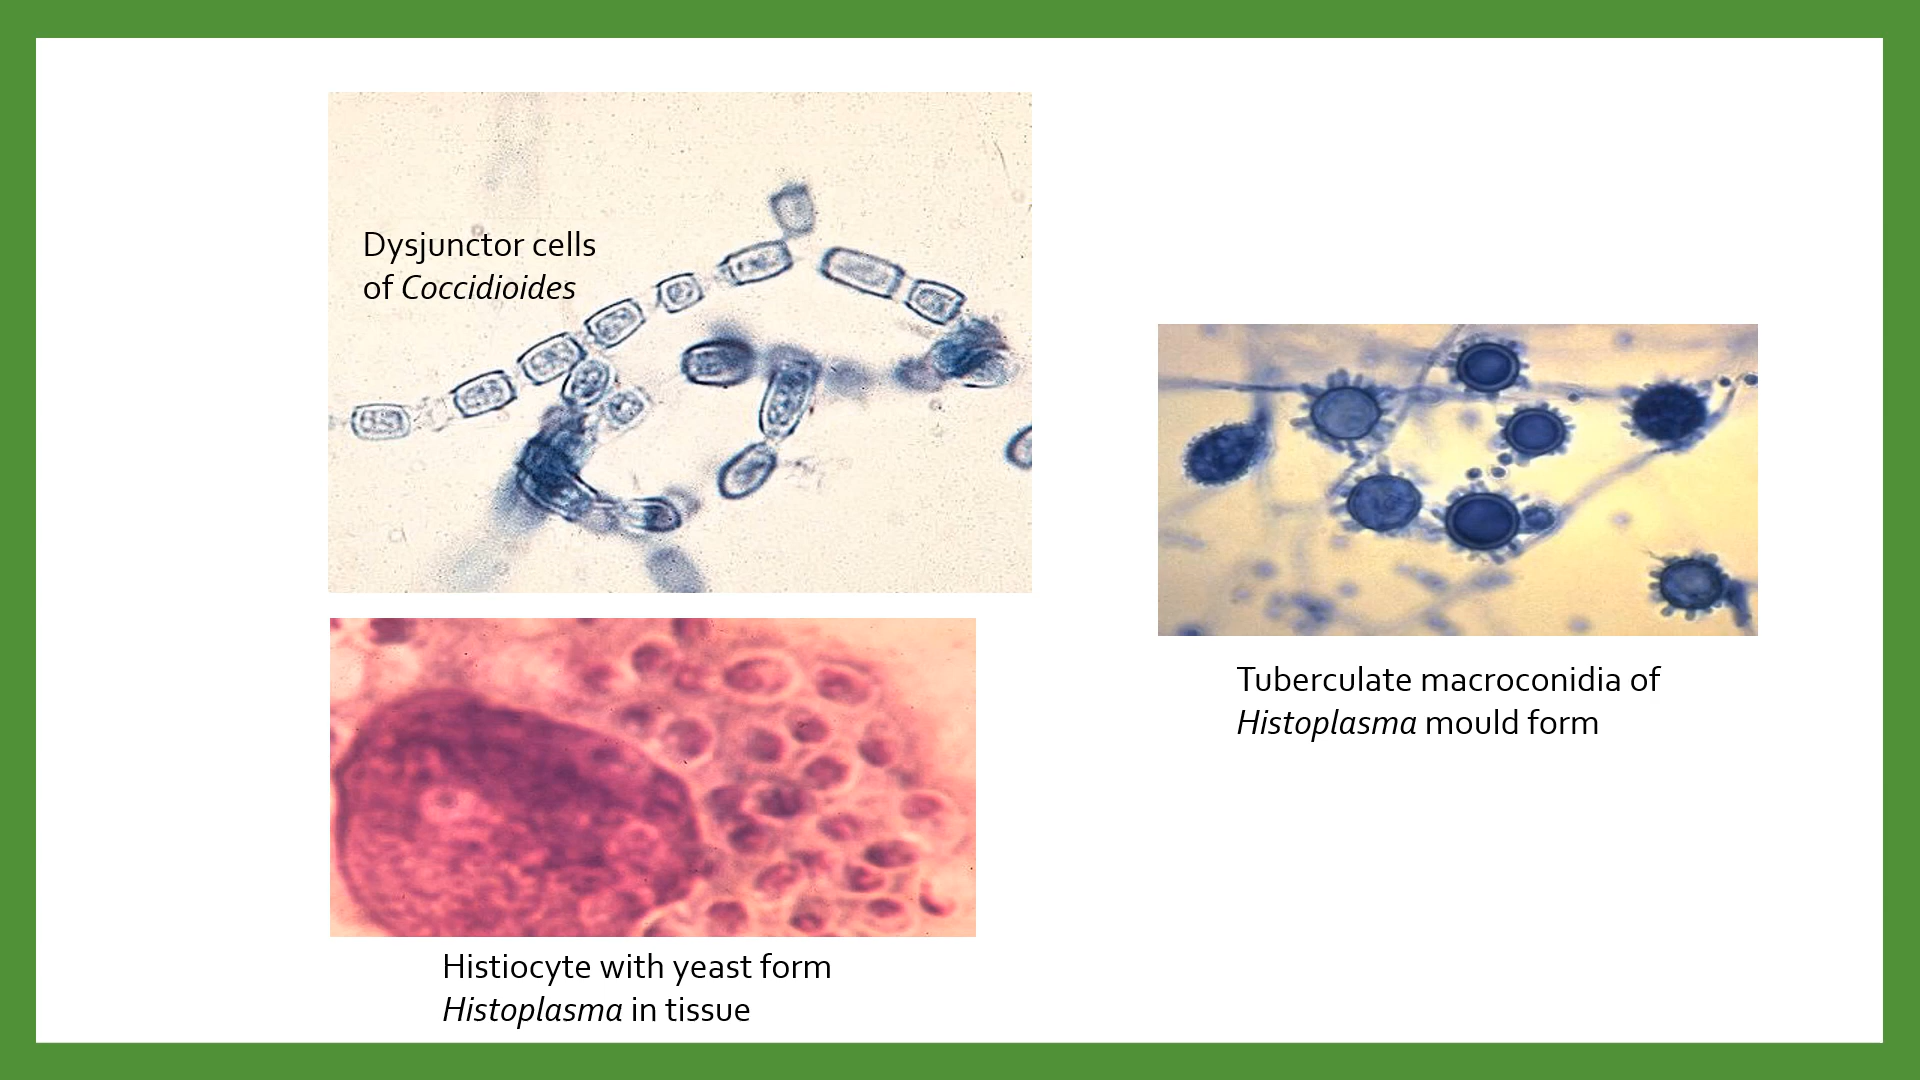 Dysjunctor cells
of Coccidioides
Tuberculate macroconidia of
Histoplasma mould form
Histiocyte with yeast form
Histoplasma in tissue